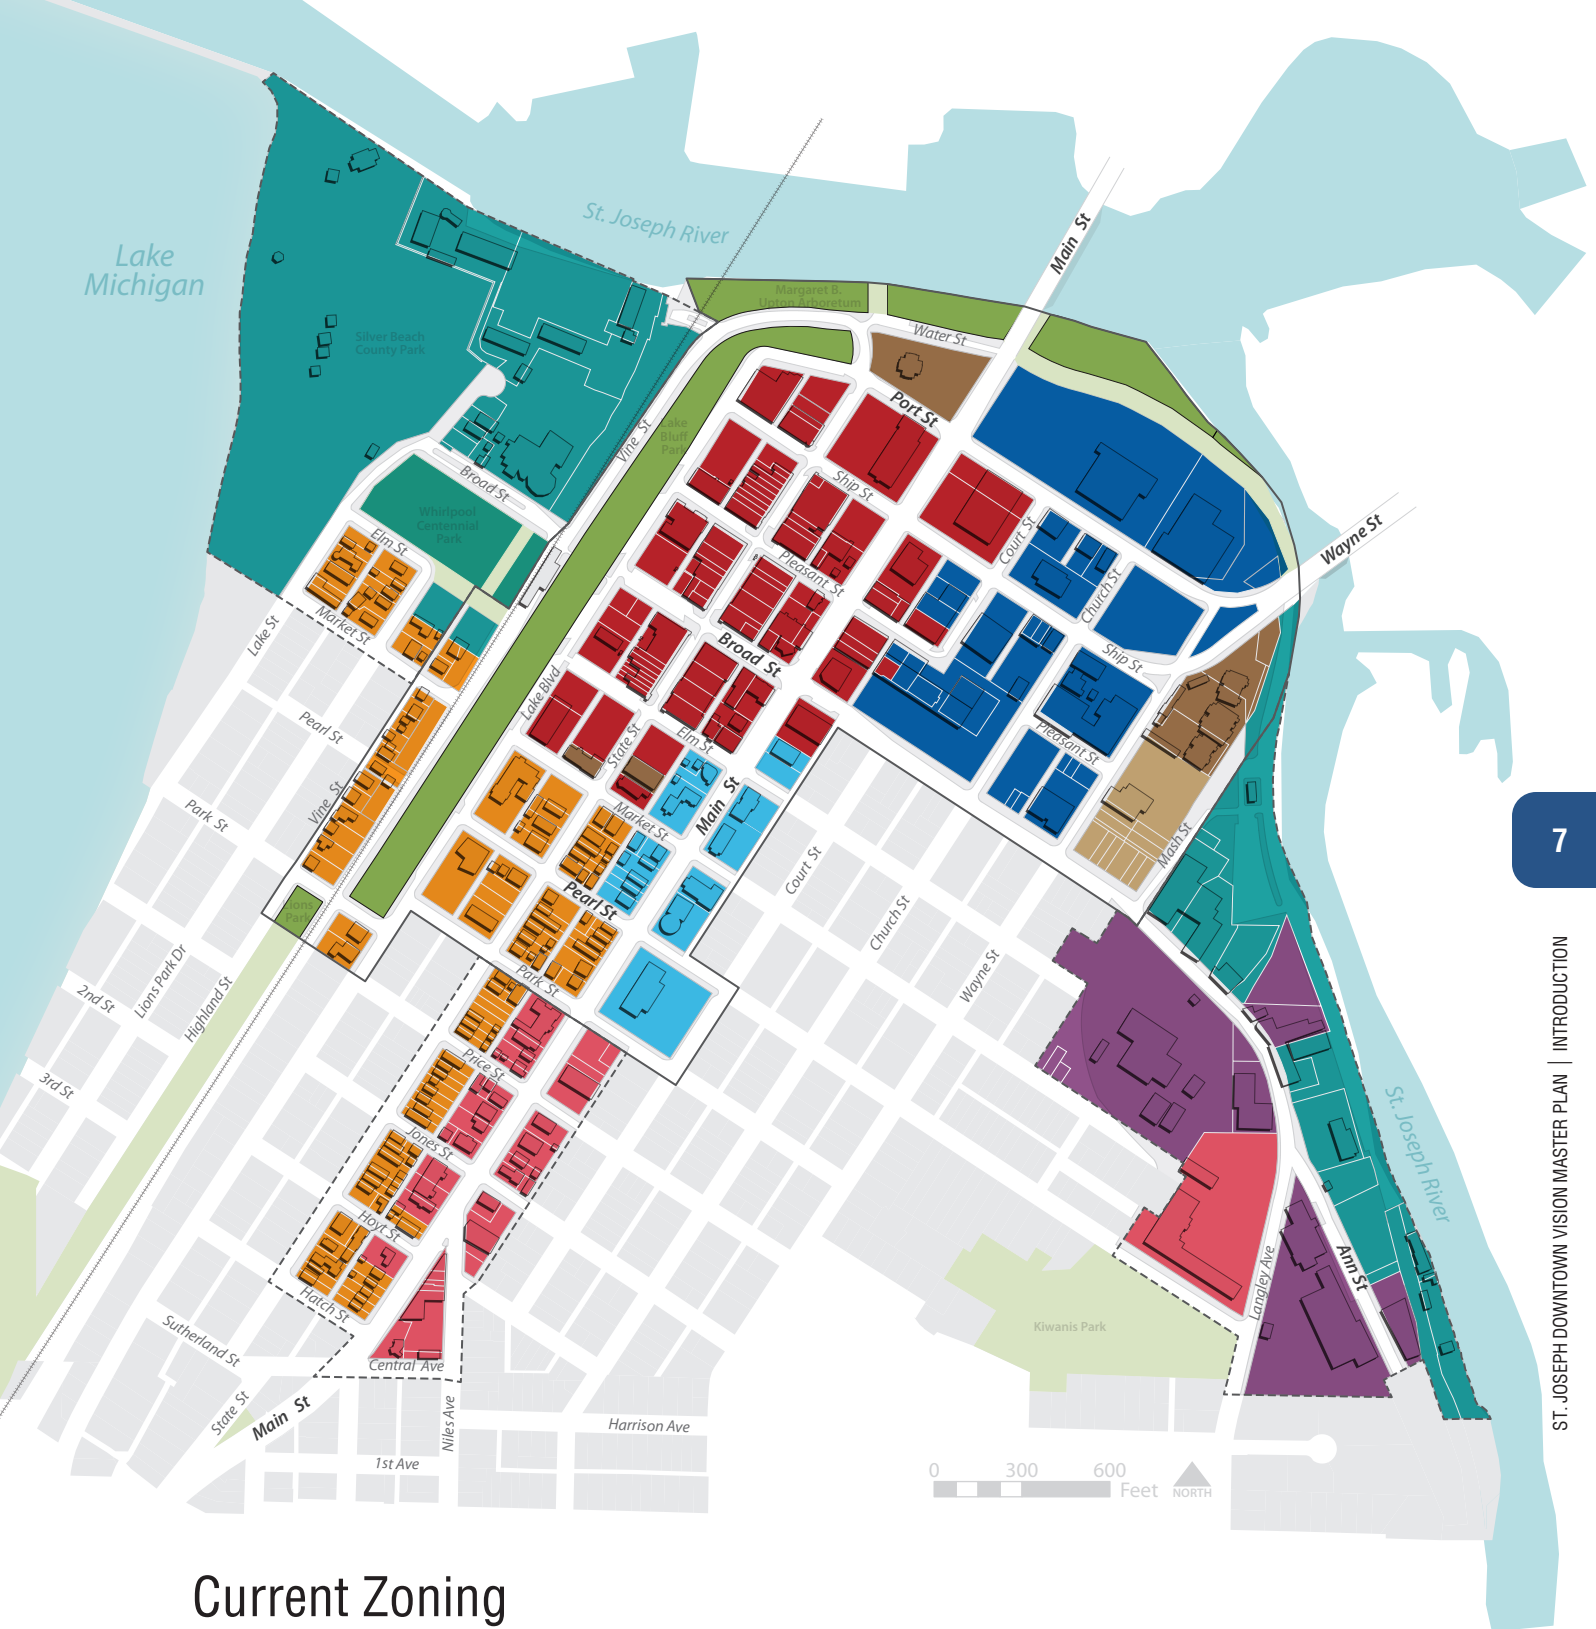 St. Joseph River
Main St
Lake
Michigan
Margaret B.
Upton Arboretum
Water St
Silver Beach
County Park
Port St
Lake
Bluff
Park
Vine St
Broad St
Ship St
Whirlpool
Centennial
Park
Court St
Wayne St
Elm St
Pleasant St
Church St
Market St
Lake St
Broad St
Ship St
Lake Blvd
Pearl St
State St
Elm St
Pleasant St
Vine St
Main St
Market St
Park St
Mash St
7
Court St
Pearl St
Lions
Park
Church St
Lions Park Dr
Park St
Wayne St
2nd St
Highland St
Price St
3rd St
St. Joseph River
Jones St
Hoyt St
Ann St
Langley Ave
Hatch St
Kiwanis Park
Sutherland St
Central Ave
State St
Main St
Niles Ave
Harrison Ave
1st Ave
0 300 600
Feet
NORTH
ST. JOSEPH DOWNTOWN VISION MASTER PLAN | INTRODUCTION
Current Zoning